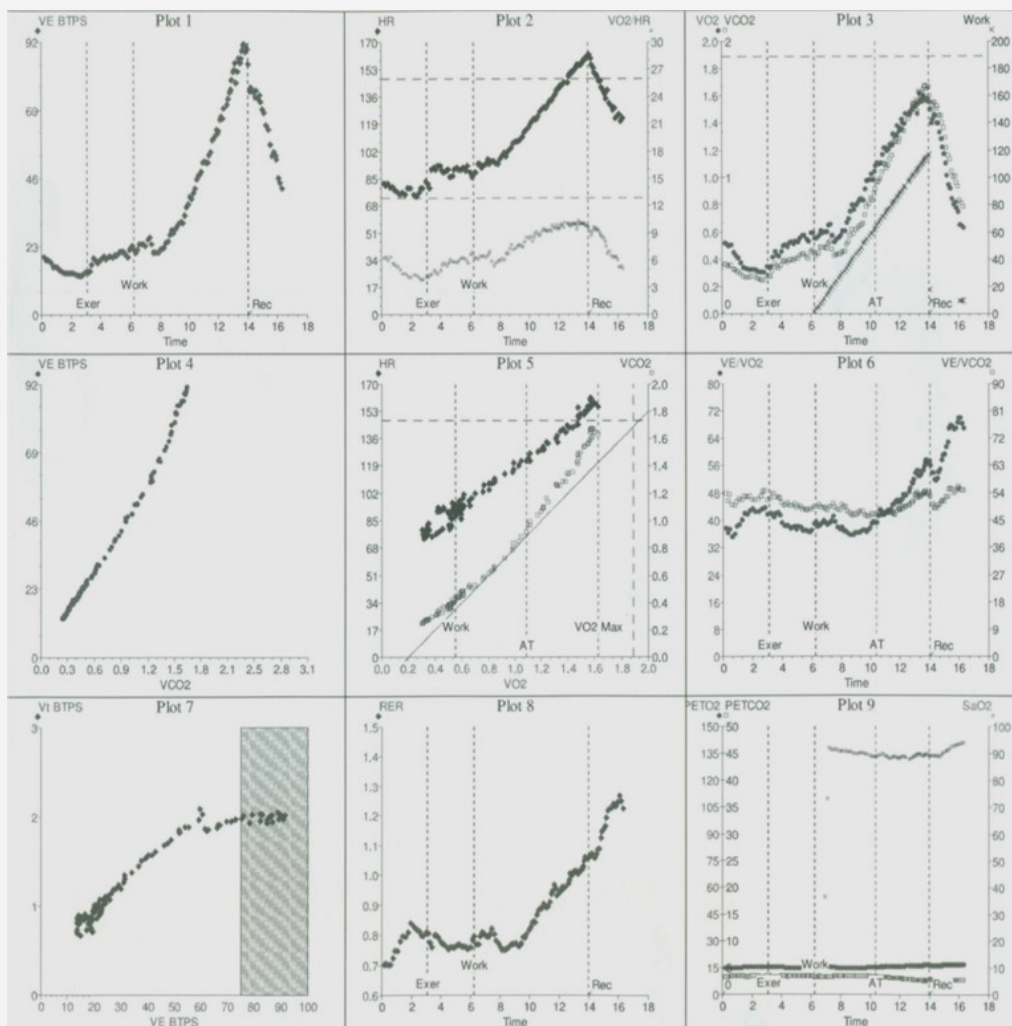 VE BTPS Plot 1
92
69
46
23
0
Exer Work Rec
0 2 4 6 8 10 12 14 16 18
Time
HR Plot 2 VO2/HR
170 30
153 27
136 24
119 21
102 18
85 15
68 12
51 9
34 6
17 3
0 0
Exer Work Rec
0 2 4 6 8 10 12 14 16 18
Time
VO2 VCO2 Plot 3 Work
2.0 2 200
1.8 180
1.6 160
1.4 140
1.2 120
1.0 1 100
0.8 80
0.6 60
0.4 40
0.2 20
0.0 0 0
Exer Work AT Rec
0 2 4 6 8 10 12 14 16 18
Time
VE BTPS Plot 4
92
69
46
23
0
0.0 0.3 0.6 0.9 1.2 1.5 1.8 2.1 2.5 2.8 3.1
VCO2
HR Plot 5 VCO2
170 2.0
153 1.8
136 1.6
119 1.4
102 1.2
85 1.0
68 0.8
51 0.6
34 0.4
17 0.2
0 0.0
Work AT VO2 Max
0.0 0.2 0.4 0.6 0.8 1.0 1.2 1.4 1.6 1.8 2.0
VO2
VE/VO2 Plot 6 VE/VCO2
80 90
72 81
64 72
56 63
48 54
40 45
32 36
24 27
16 18
8 9
0 0
Exer Work AT Rec
0 2 4 6 8 10 12 14 16 18
Time
Vt BTPS Plot 7
3
2
1
0
0 10 20 30 40 50 60 70 80 90 100
VE BTPS
RER Plot 8
1.5
1.4
1.3
1.2
1.1
1.0
0.9
0.8
0.7
0.6
Exer Work Rec
0 2 4 6 8 10 12 14 16 18
Time
PETO2 PETCO2 Plot 9 SaO2
150 50 100
135 45 90
120 40 80
105 35 70
90 30 60
75 25 50
60 20 40
45 15 30
30 10 20
15 10
0 0 0
Exer Work AT Rec
0 2 4 6 8 10 12 14 16 18
Time